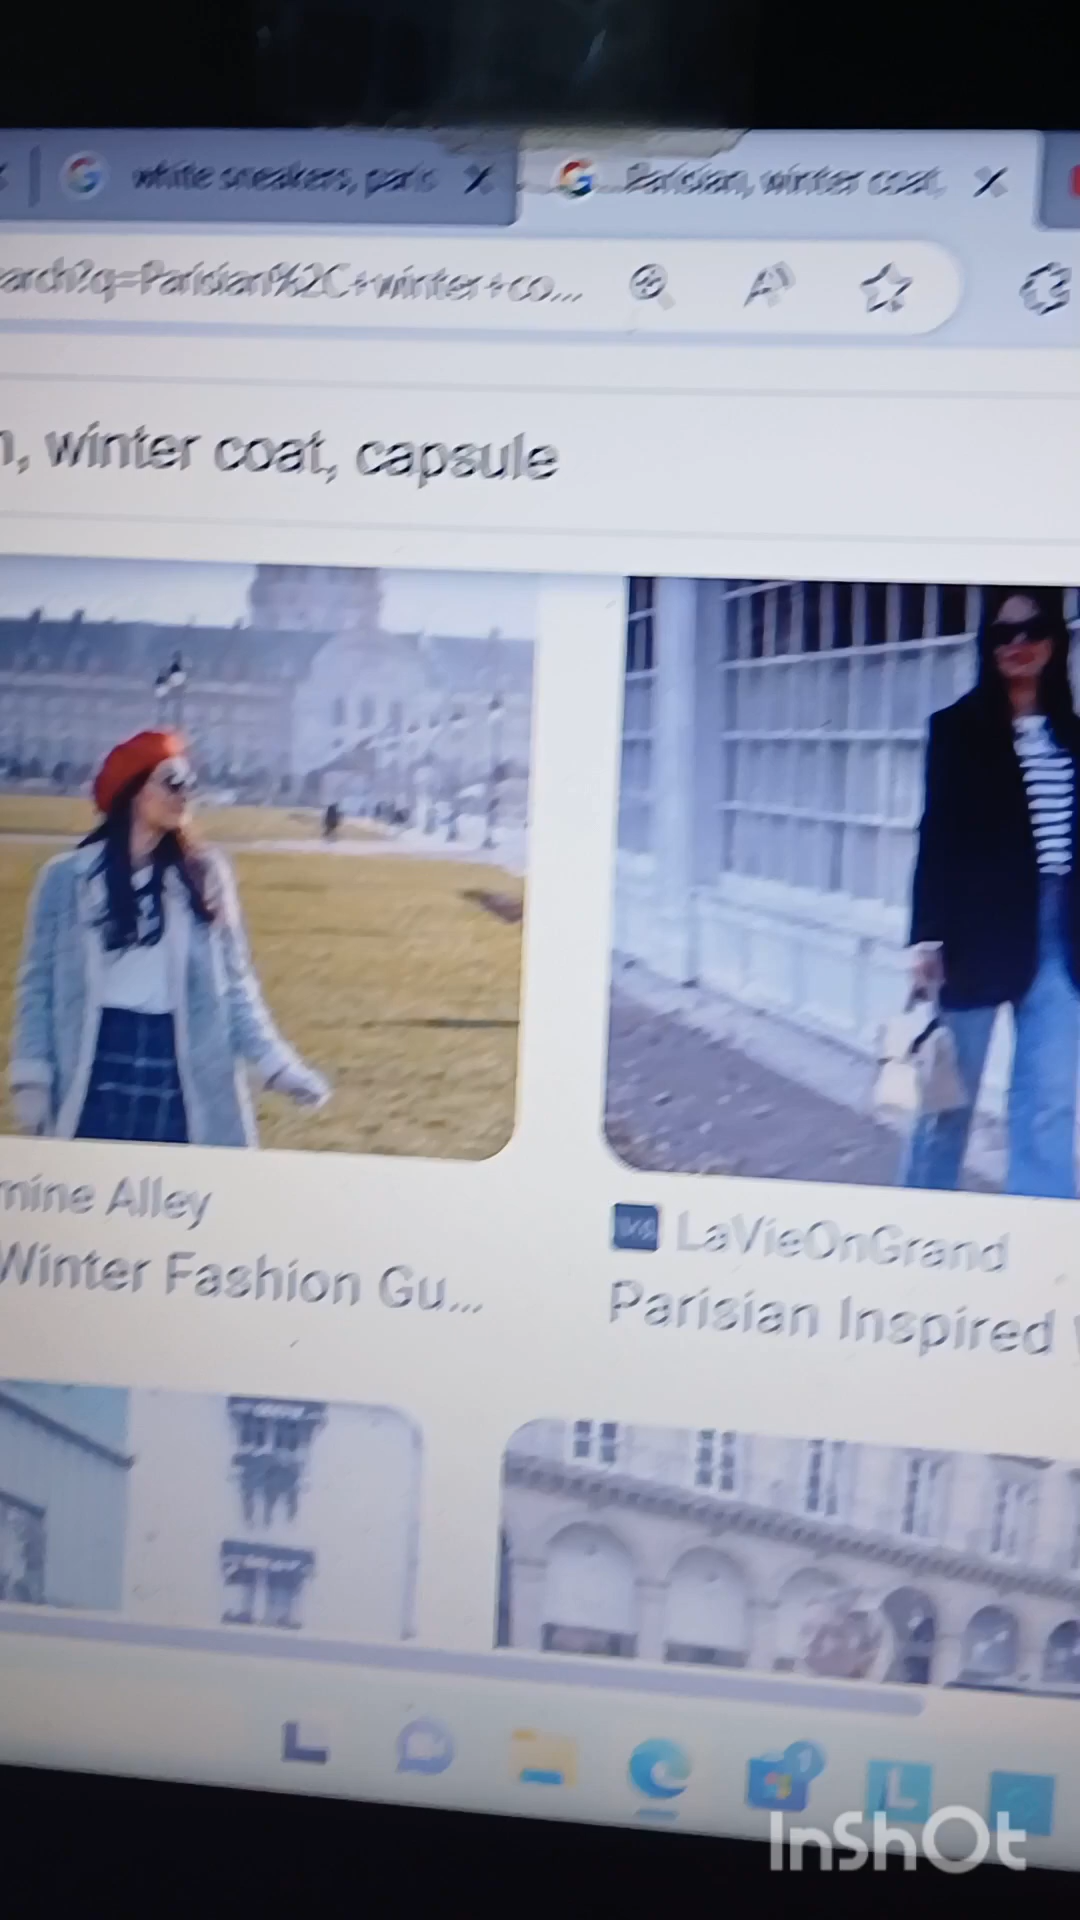 white sneakers, paris
Parisian, winter coat,
arch?q=Parisian%2C+winter+co...
, winter coat, capsule
mine Alley
Winter Fashion Gu...
LaVieOnGrand
Parisian Inspired
InShOt